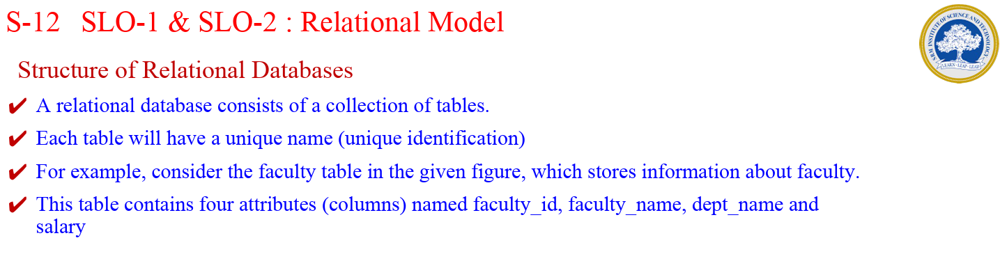 S-12 SLO-1 & SLO-2 : Relational Model
SRM INSTITUTE OF SCIENCE AND TECHNOLOGY
LEARN - LEAP - LEAD
Structure of Relational Databases
✔ A relational database consists of a collection of tables.
✔ Each table will have a unique name (unique identification)
✔ For example, consider the faculty table in the given figure, which stores information about faculty.
✔ This table contains four attributes (columns) named faculty_id, faculty_name, dept_name and
salary